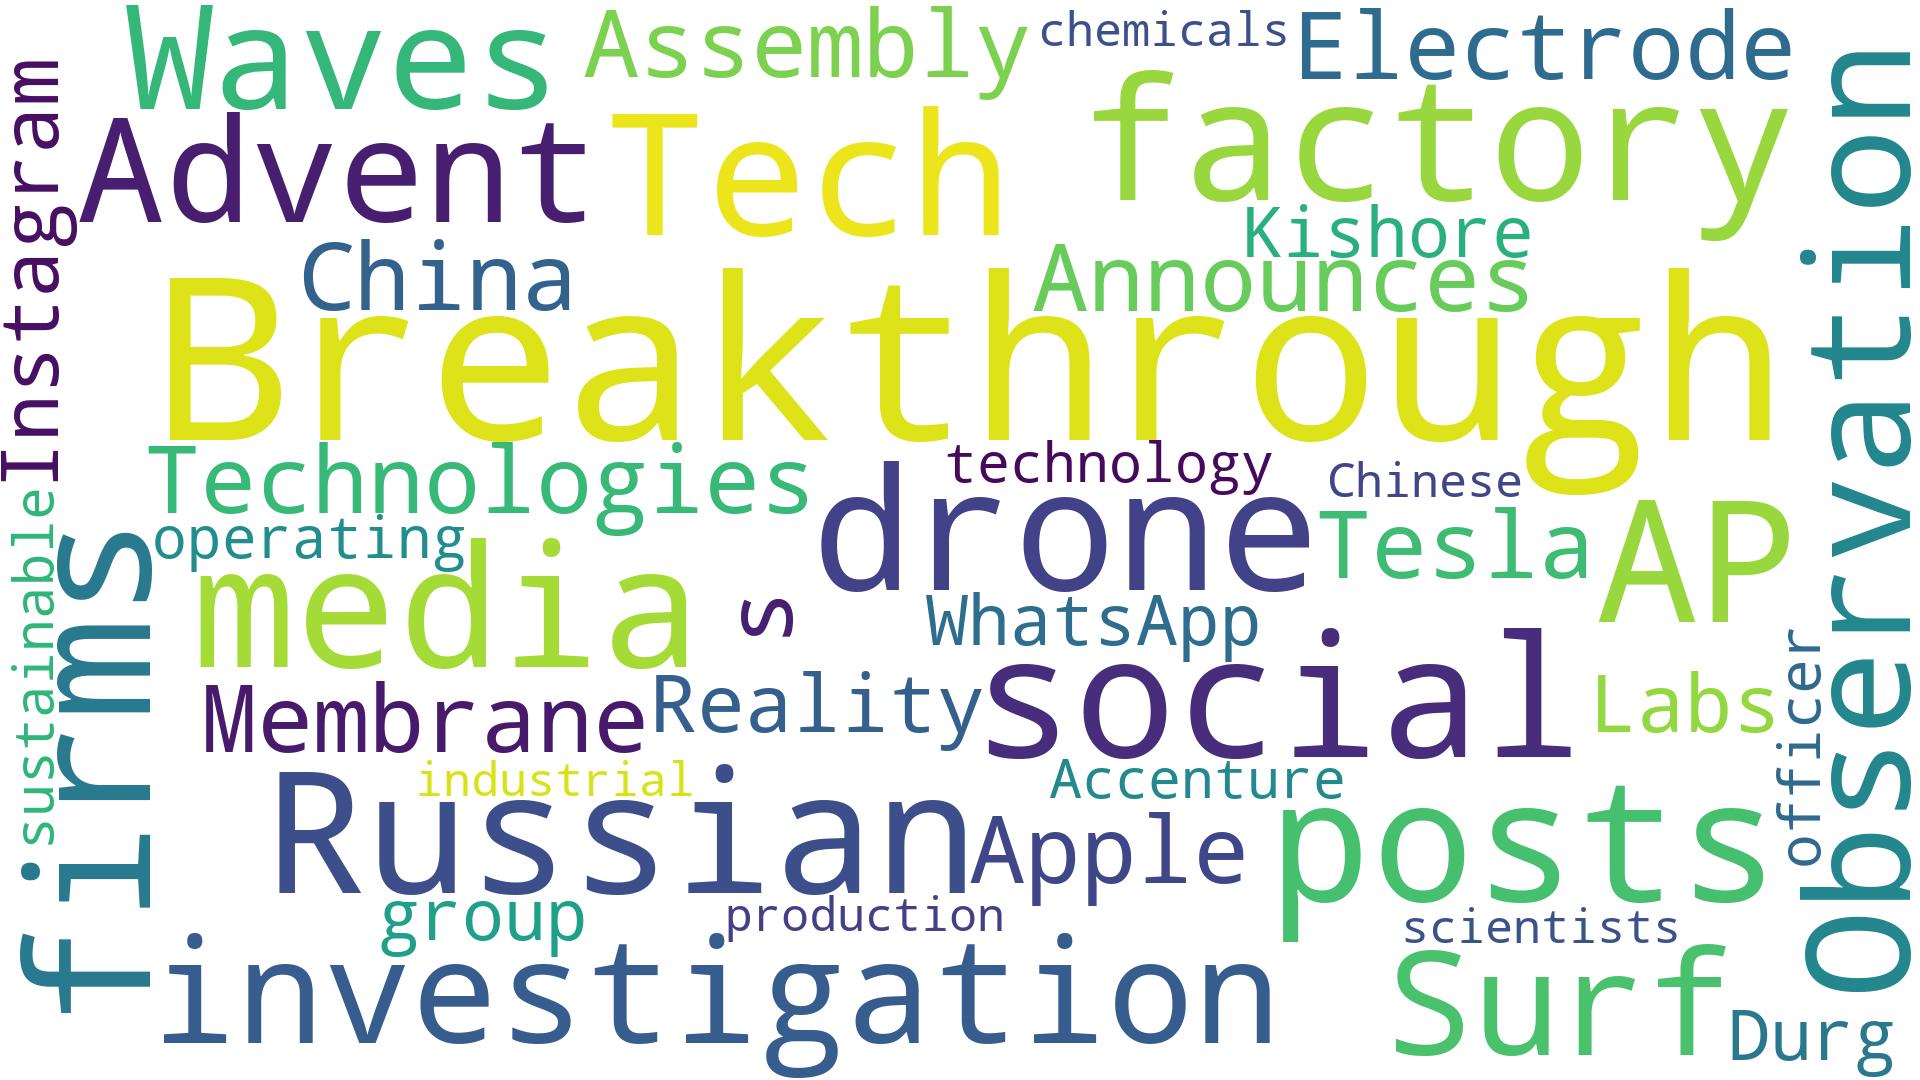 Waves
Assembly
chemicals
Electrode
Instagram
Advent
Tech
factory
Observation
Kishore
China
Announces
Breakthrough
Technologies
technology
Chinese
sustainable
operating
drone
Tesla
AP
firms
media
s
WhatsApp
social
officer
Membrane
Reality
Labs
industrial
Accenture
Russian
Apple
posts
group
production
scientists
investigation
Surf
Durg